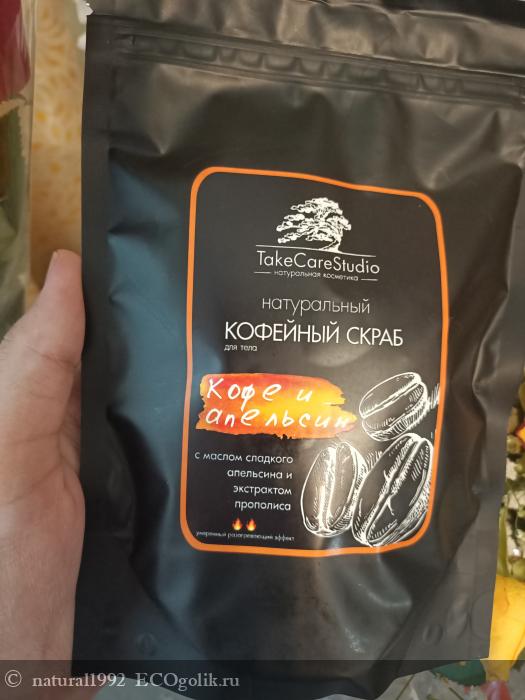 TakeCareStudio
натуральная косметика
натуральный
КОФЕЙНЫЙ СКРАБ
для тела
Кофе и
апельсин
с маслом сладкого
апельсина и
экстрактом
прополиса
умеренный разогревающий эффект
© natural1992 ECOgolik.ru